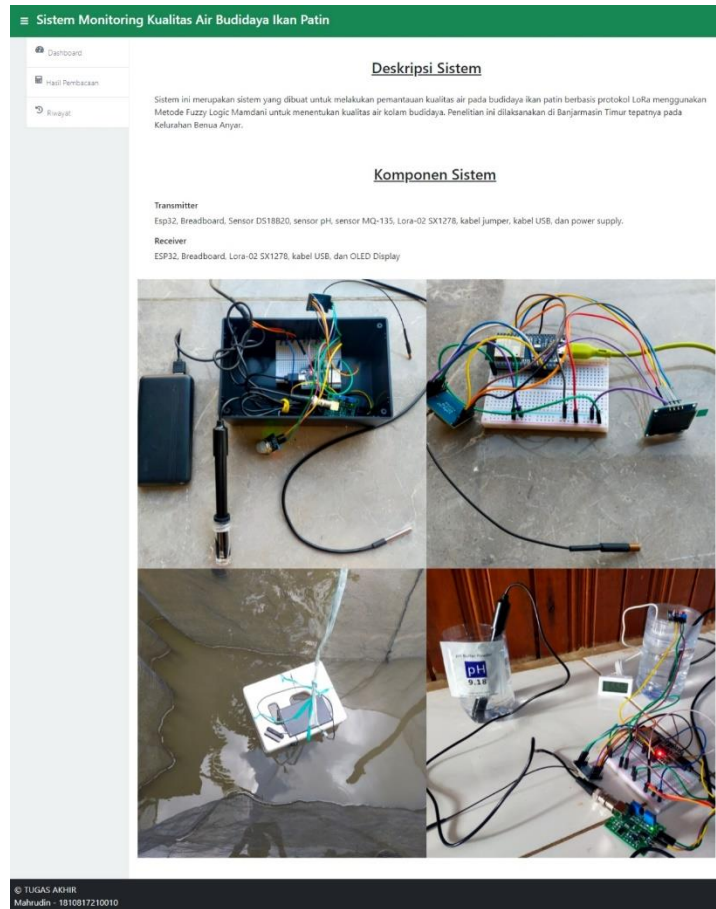 Sistem Monitoring Kualitas Air Budidaya Ikan Patin
Dashboard
Hasil Pembacaan
Riwayat
Deskripsi Sistem
Sistem ini merupakan sistem yang dibuat untuk melakukan pemantauan kualitas air pada budidaya ikan patin berbasis protokol LoRa menggunakan
Metode Fuzzy Logic Mamdani untuk menentukan kualitas air kolam budidaya. Penelitian ini dilaksanakan di Banjarmasin Timur tepatnya pada
Kelurahan Benua Anyar.
Komponen Sistem
Transmitter
Esp32, Breadboard, Sensor DS18B20, sensor pH, sensor MQ-135, Lora-02 SX1278, kabel jumper, kabel USB, dan power supply.
Receiver
ESP32, Breadboard, Lora-02 SX1278, kabel USB, dan OLED Display
pH
9.18
© TUGAS AKHIR
Mahrudin - 1810817210010